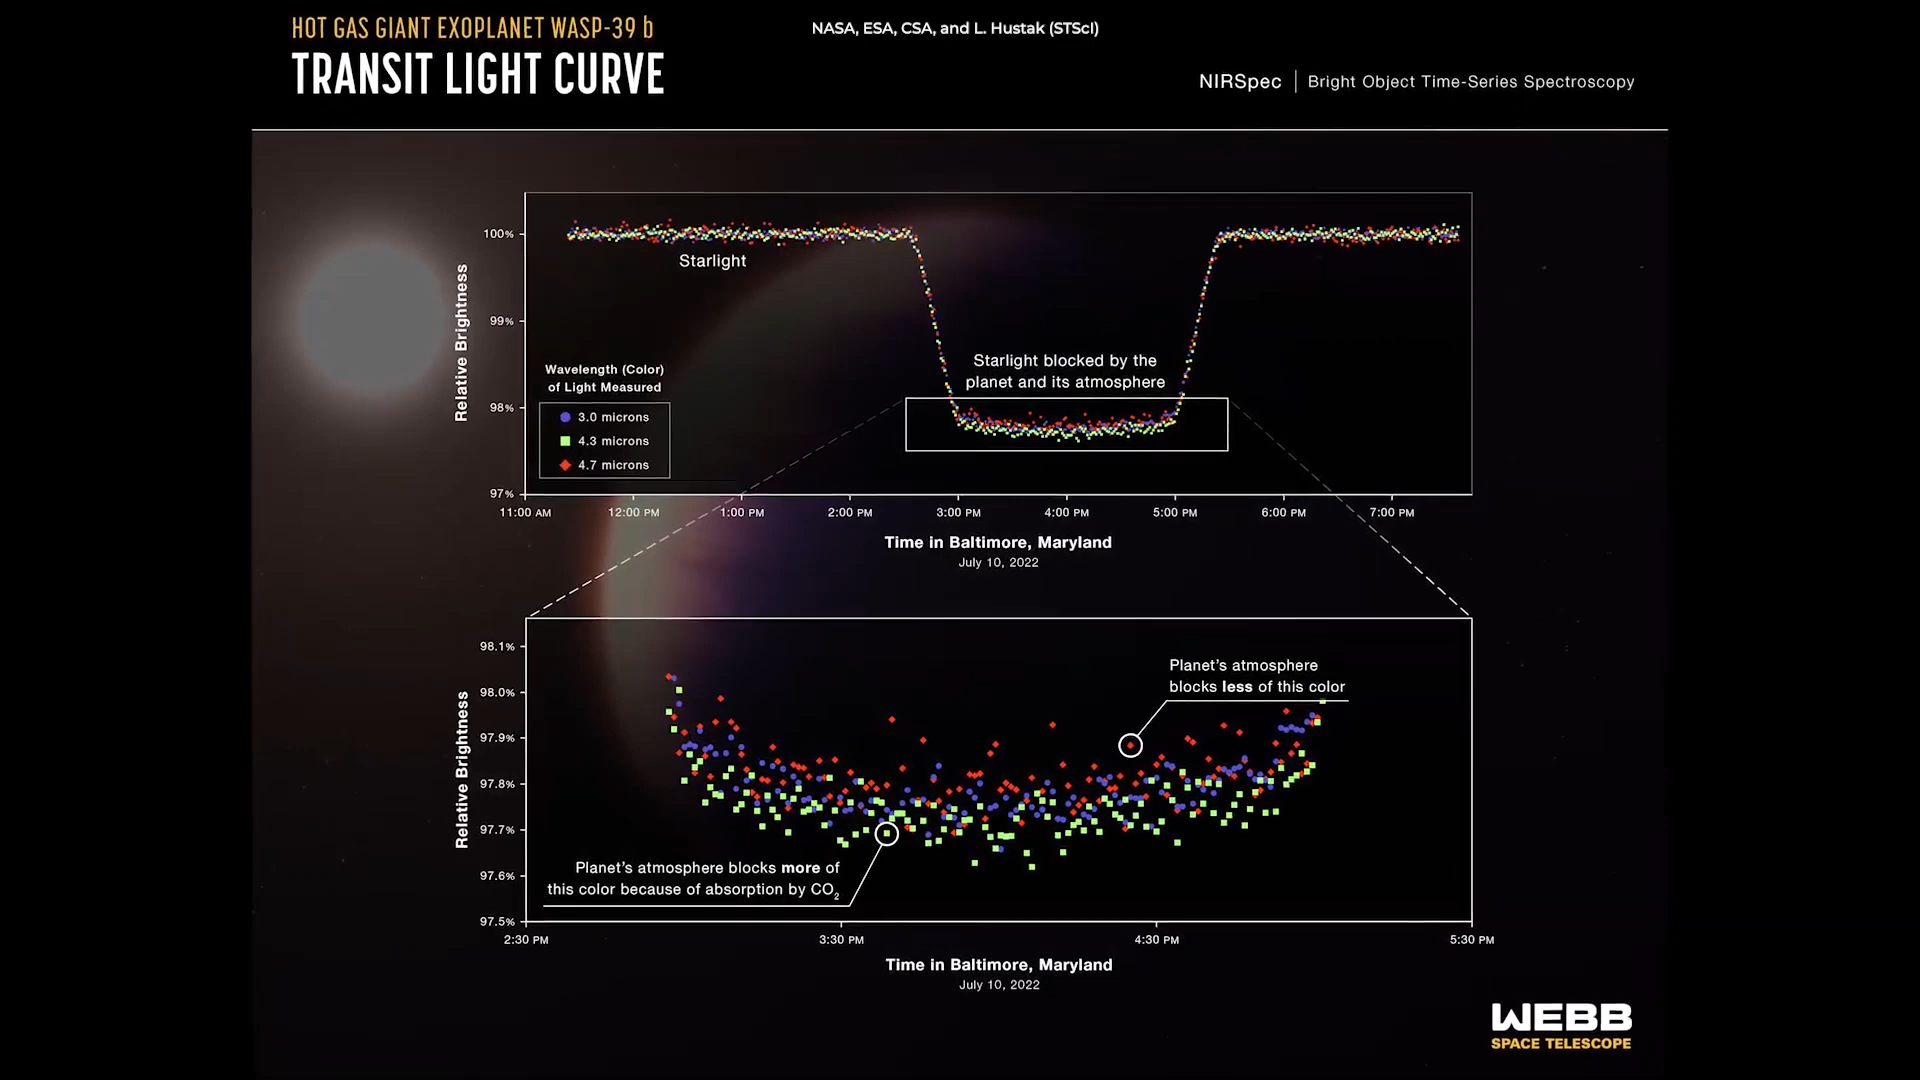 HOT GAS GIANT EXOPLANET WASP-39 b
TRANSIT LIGHT CURVE
NASA, ESA, CSA, and L. Hustak (STScI)
NIRSpec | Bright Object Time-Series Spectroscopy
Relative Brightness
100%
99%
98%
97%
Starlight
Starlight blocked by the
planet and its atmosphere
Wavelength (Color)
of Light Measured
3.0 microns
4.3 microns
4.7 microns
11:00 AM 12:00 PM 1:00 PM 2:00 PM 3:00 PM 4:00 PM 5:00 PM 6:00 PM 7:00 PM
Time in Baltimore, Maryland
July 10, 2022
Relative Brightness
98.1%
98.0%
97.9%
97.8%
97.7%
97.6%
97.5%
Planet's atmosphere
blocks less of this color
Planet's atmosphere blocks more of
this color because of absorption by CO₂
2:30 PM 3:30 PM 4:30 PM 5:30 PM
Time in Baltimore, Maryland
July 10, 2022
WEBB
SPACE TELESCOPE